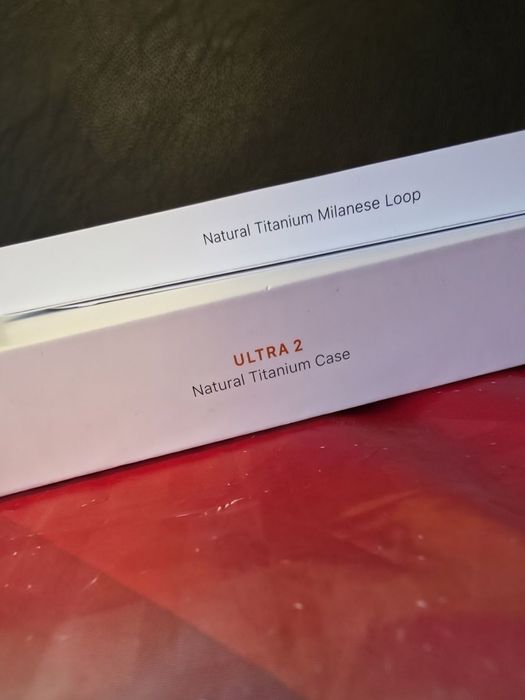 Natural Titanium Milanese Loop
ULTRA 2
Natural Titanium Case